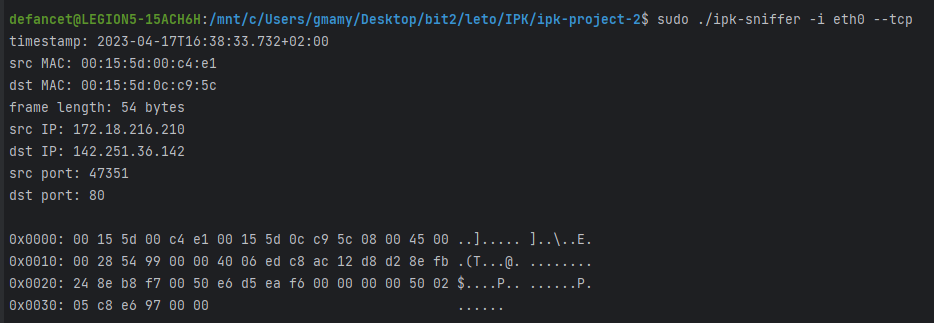 defancet@LEGION5-15ACH6H:/mnt/c/Users/gmamy/Desktop/bit2/leto/IPK/ipk-project-2$ sudo ./ipk-sniffer -i eth0 --tcp
timestamp: 2023-04-17T16:38:33.732+02:00
src MAC: 00:15:5d:00:c4:e1
dst MAC: 00:15:5d:0c:c9:5c
frame length: 54 bytes
src IP: 172.18.216.210
dst IP: 142.251.36.142
src port: 47351
dst port: 80

0x0000: 00 15 5d 00 c4 e1 00 15 5d 0c c9 5c 08 00 45 00 ..]..... ]..\..E.
0x0010: 00 28 54 99 00 00 40 06 ed c8 ac 12 d8 d2 8e fb .(T...@. ........
0x0020: 24 8e b8 f7 00 50 e6 d5 ea f6 00 00 00 00 50 02 $....P.. ......P.
0x0030: 05 c8 e6 97 00 00                               ......